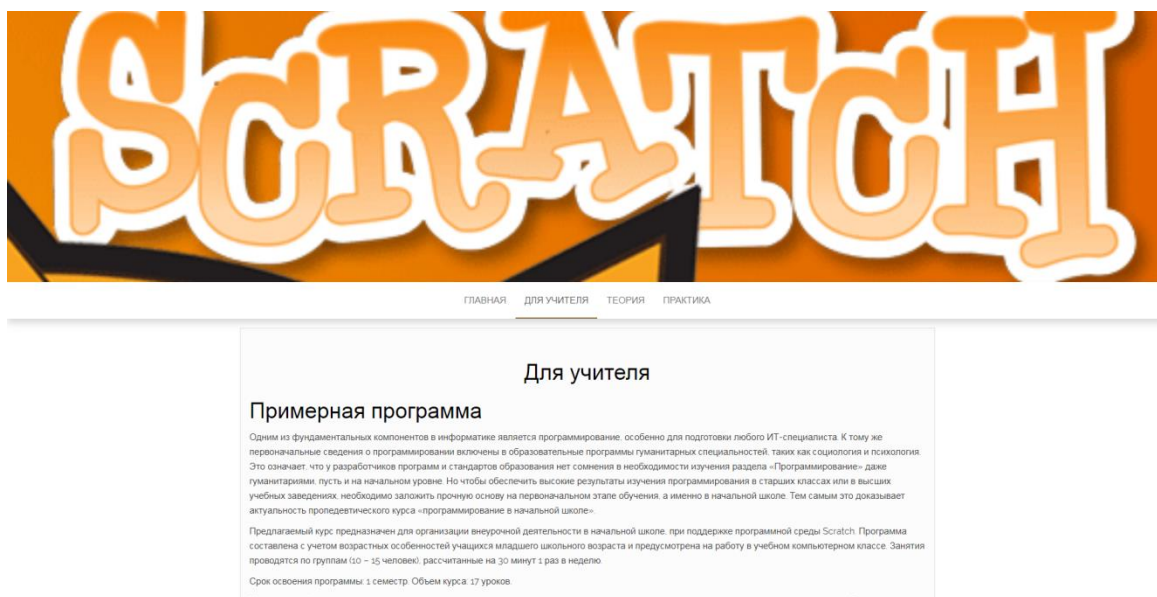 SCRATCH
ГЛАВНАЯ ДЛЯ УЧИТЕЛЯ ТЕОРИЯ ПРАКТИКА
Для учителя
Примерная программа
Одним из фундаментальных компонентов в информатике является программирование, особенно для подготовки любого ИТ-специалиста. К тому же
первоначальные сведения о программировании включены в образовательные программы гуманитарных специальностей, таких как социология и психология.
Это означает, что у разработчиков программ и стандартов образования нет сомнения в необходимости изучения раздела «Программирование» даже
гуманитариями, пусть и на начальном уровне. Но чтобы обеспечить высокие результаты изучения программирования в старших классах или в высших
учебных заведениях, необходимо заложить прочную основу на первоначальном этапе обучения, а именно в начальной школе. Тем самым это доказывает
актуальность пропедевтического курса «программирование в начальной школе».
Предлагаемый курс предназначен для организации внеурочной деятельности в начальной школе, при поддержке программной среды Scratch. Программа
составлена с учетом возрастных особенностей учащихся младшего школьного возраста и предусмотрена на работу в учебном компьютерном классе. Занятия
проводятся по группам (10 – 15 человек), рассчитанные на 30 минут 1 раз в неделю.
Срок освоения программы: 1 семестр. Объем курса: 17 уроков.